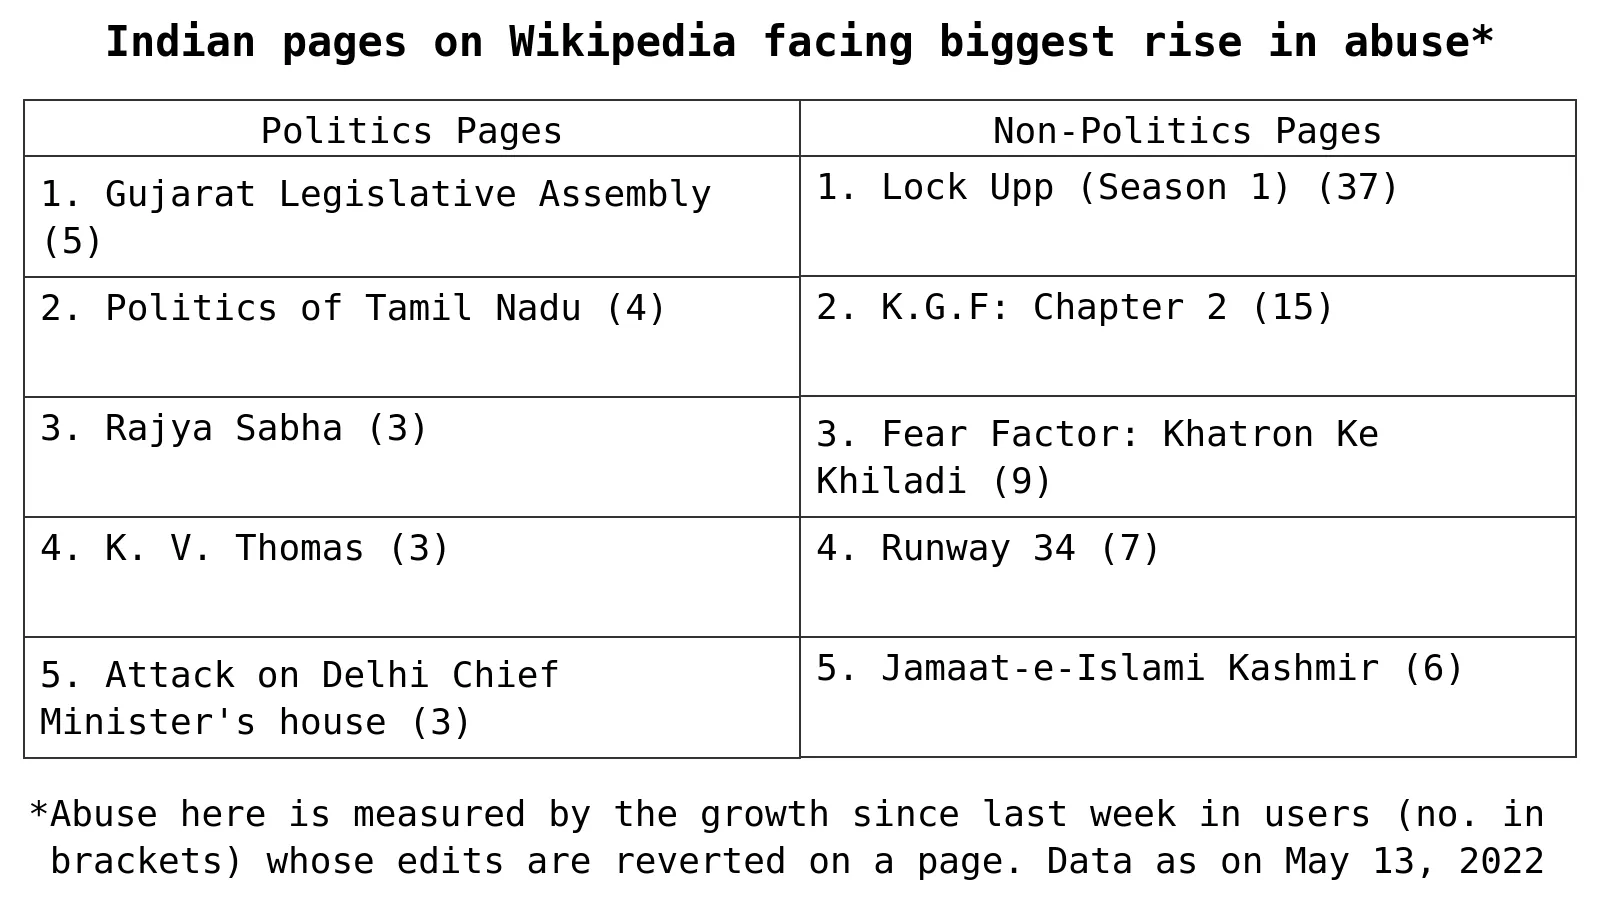 Indian pages on Wikipedia facing biggest rise in abuse*
Politics Pages
Non-Politics Pages
1. Gujarat Legislative Assembly
(5)
1. Lock Upp (Season 1) (37)
2. Politics of Tamil Nadu (4)
2. K.G.F: Chapter 2 (15)
3. Rajya Sabha (3)
3. Fear Factor: Khatron Ke
Khiladi (9)
4. K. V. Thomas (3)
4. Runway 34 (7)
5. Attack on Delhi Chief
Minister's house (3)
5. Jamaat-e-Islami Kashmir (6)
*Abuse here is measured by the growth since last week in users (no. in
brackets) whose edits are reverted on a page. Data as on May 13, 2022